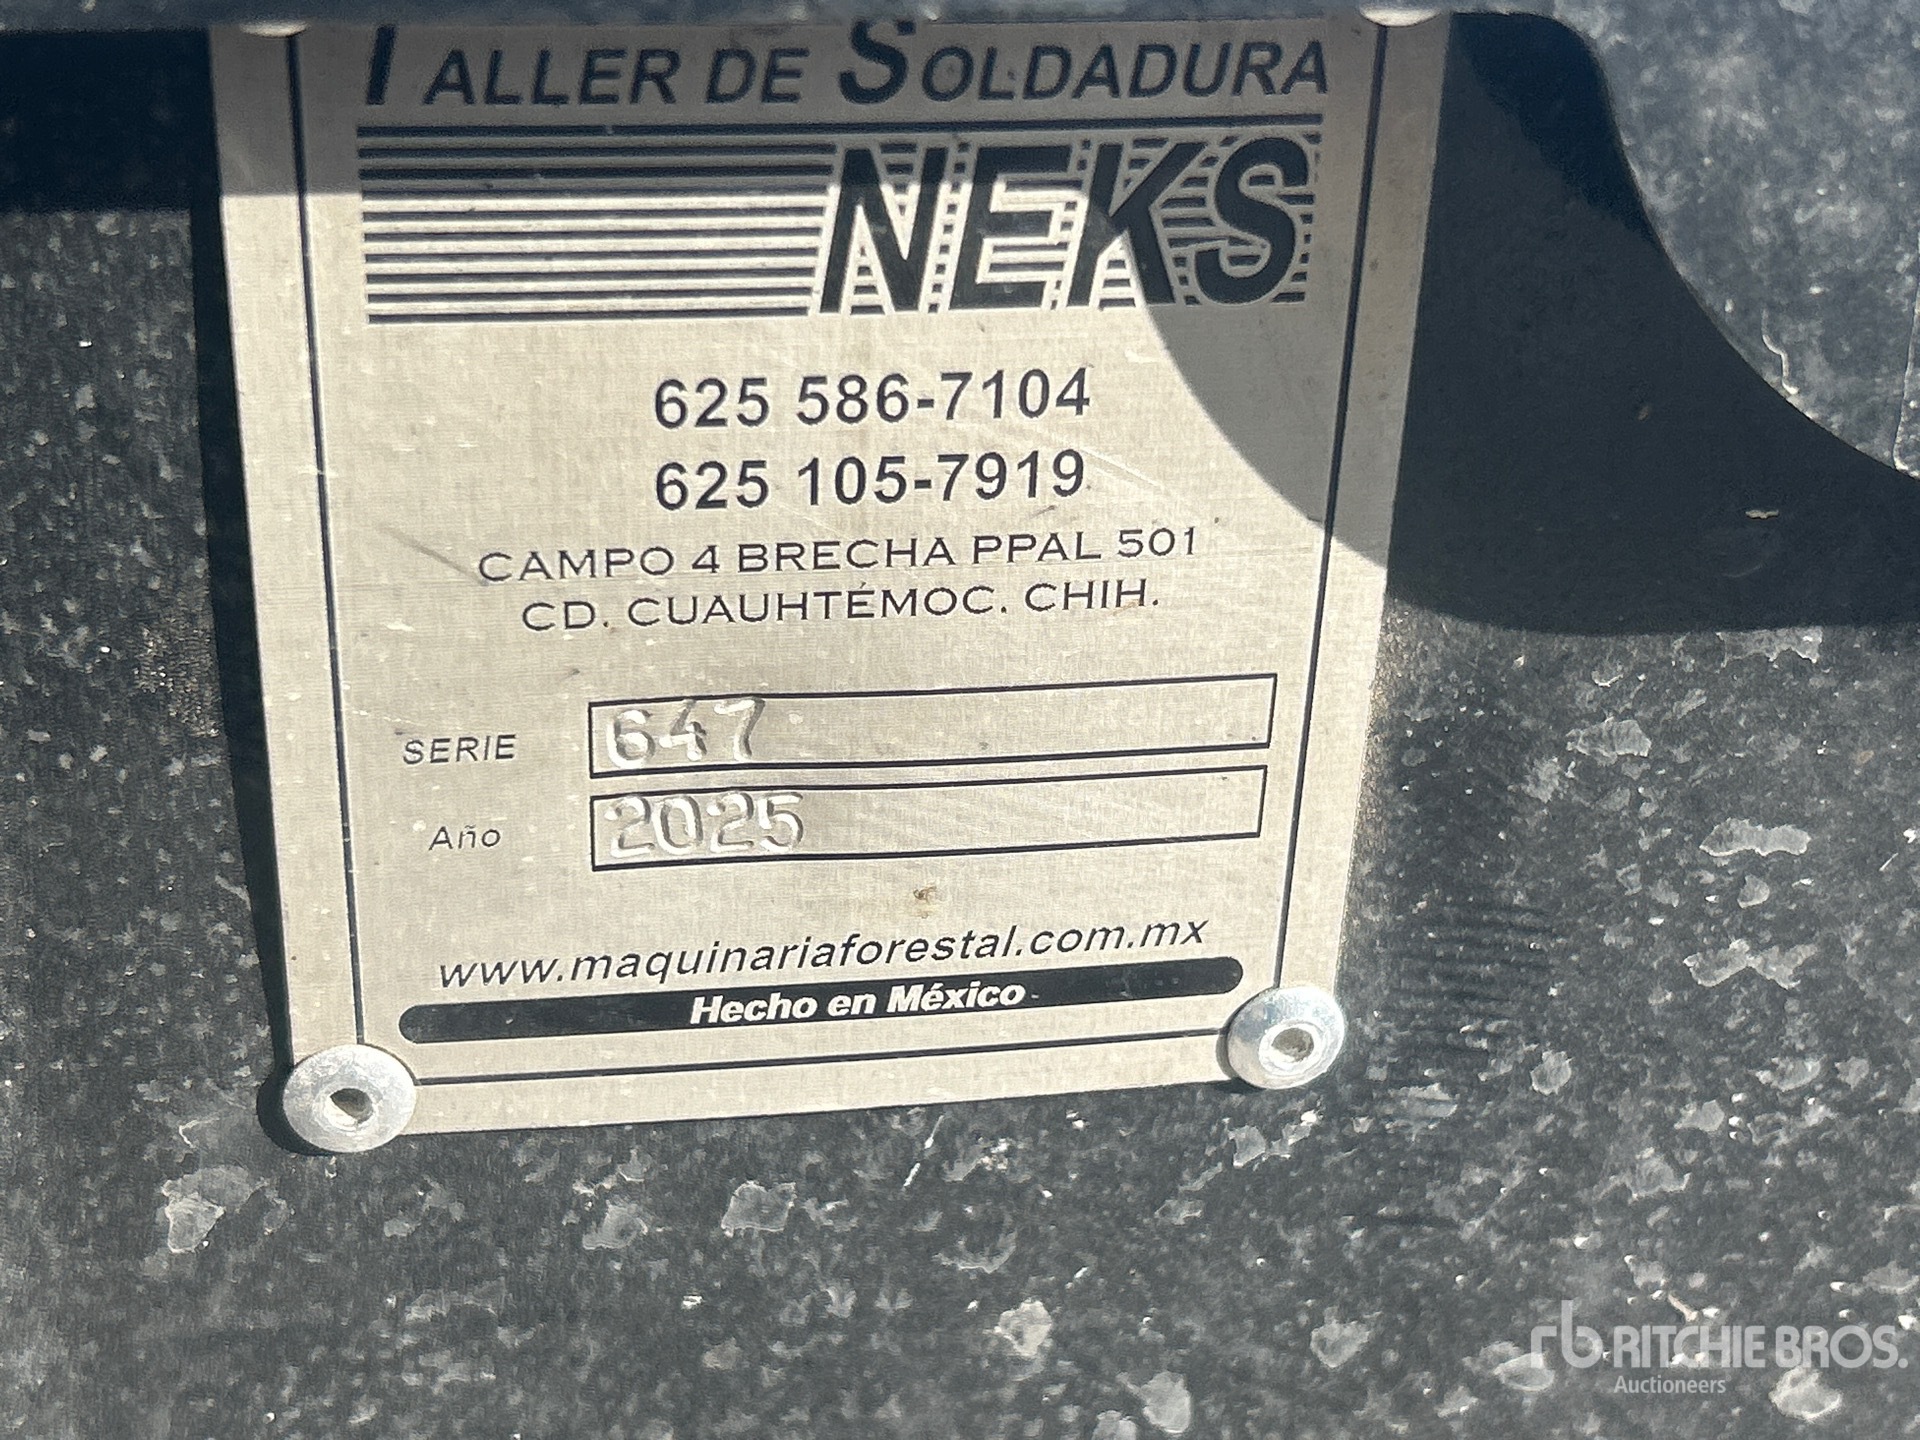 TALLER DE SOLDADURA
NEKS
625 586-7104
625 105-7919
CAMPO 4 BRECHA PPAL 501
CD. CUAUHTÉMOC. CHIH.
SERIE 647
Año 2025
www.maquinariaforestal.com.mx
Hecho en México
rb RITCHIE BROS.
Auctioneers